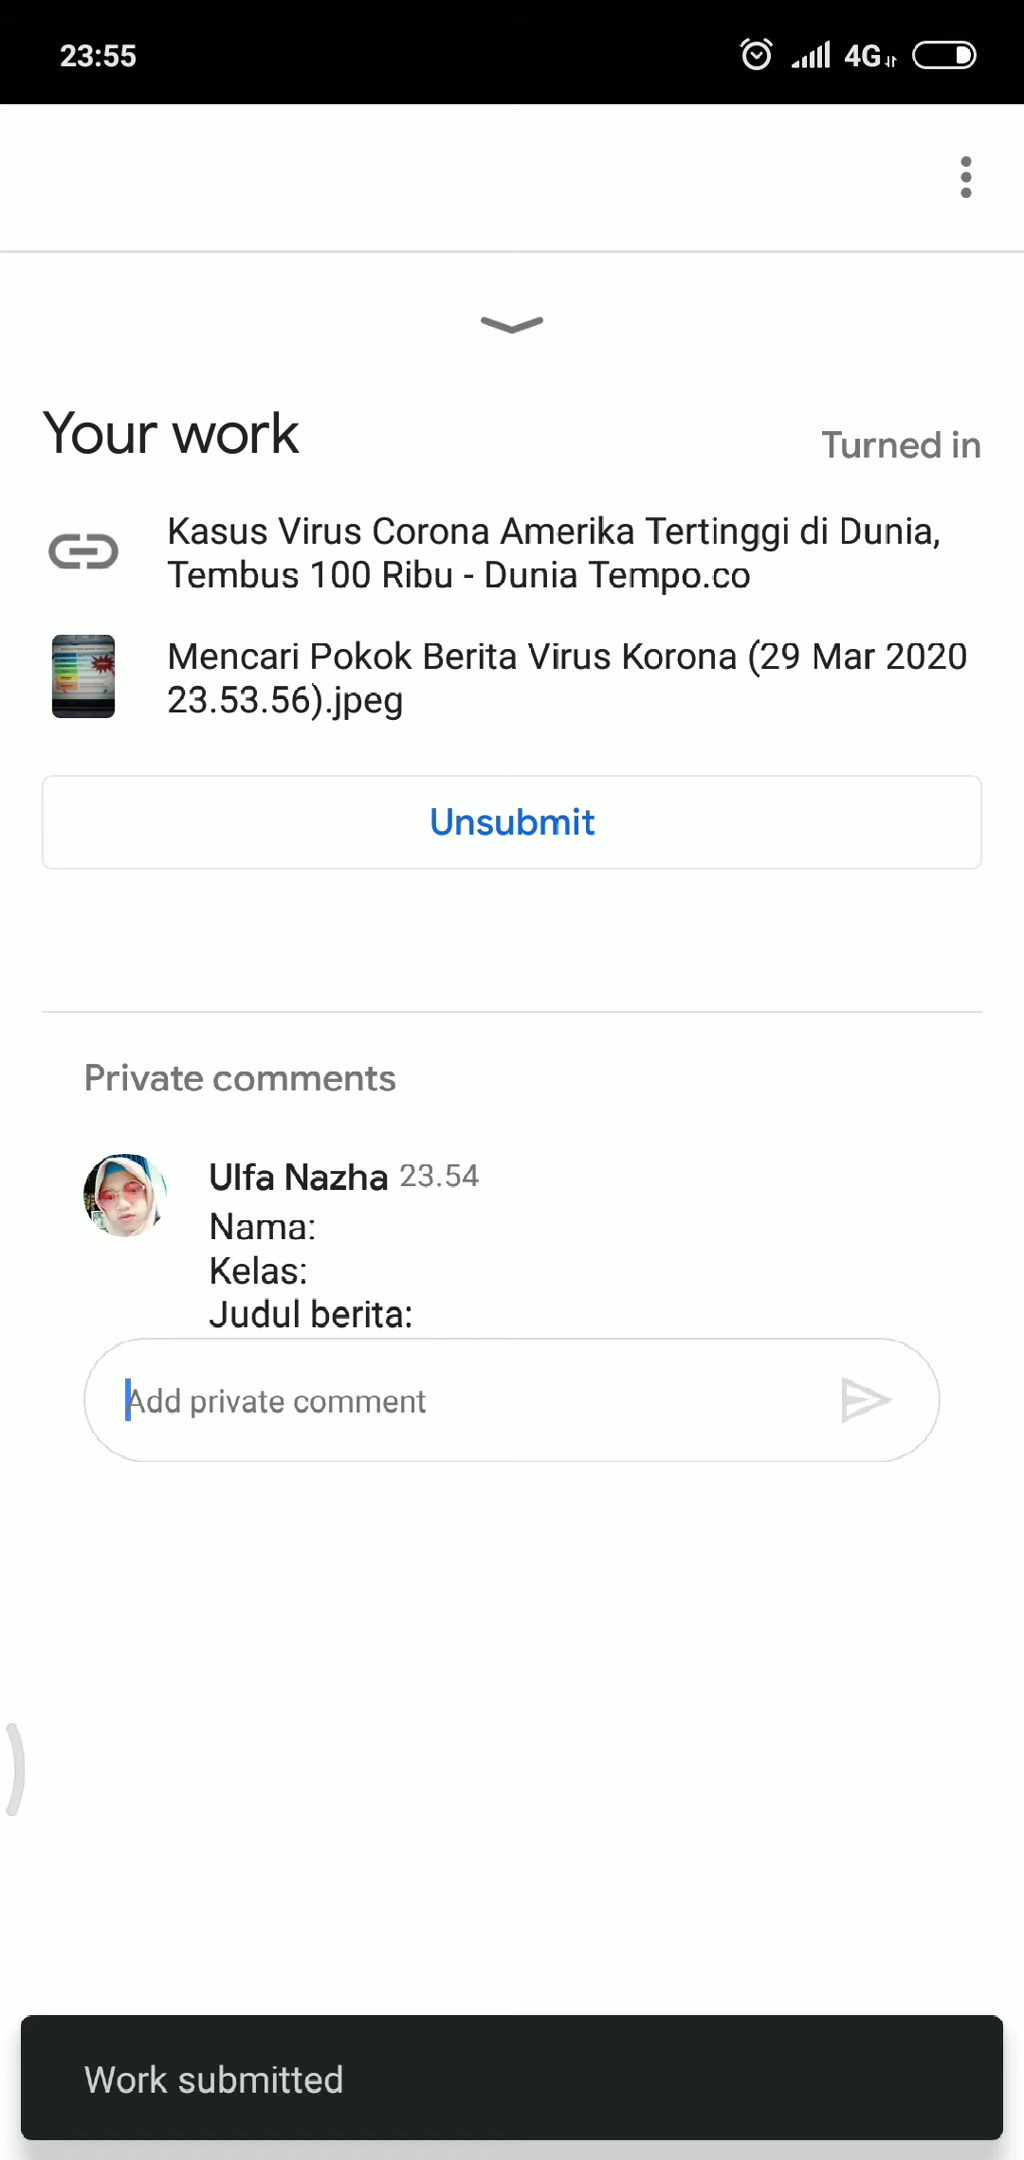 23:55
4G
Your work
Turned in
Kasus Virus Corona Amerika Tertinggi di Dunia,
Tembus 100 Ribu - Dunia Tempo.co
Mencari Pokok Berita Virus Korona (29 Mar 2020
23.53.56).jpeg
Unsubmit
Private comments
Ulfa Nazha 23.54
Nama:
Kelas:
Judul berita:
Add private comment
Work submitted